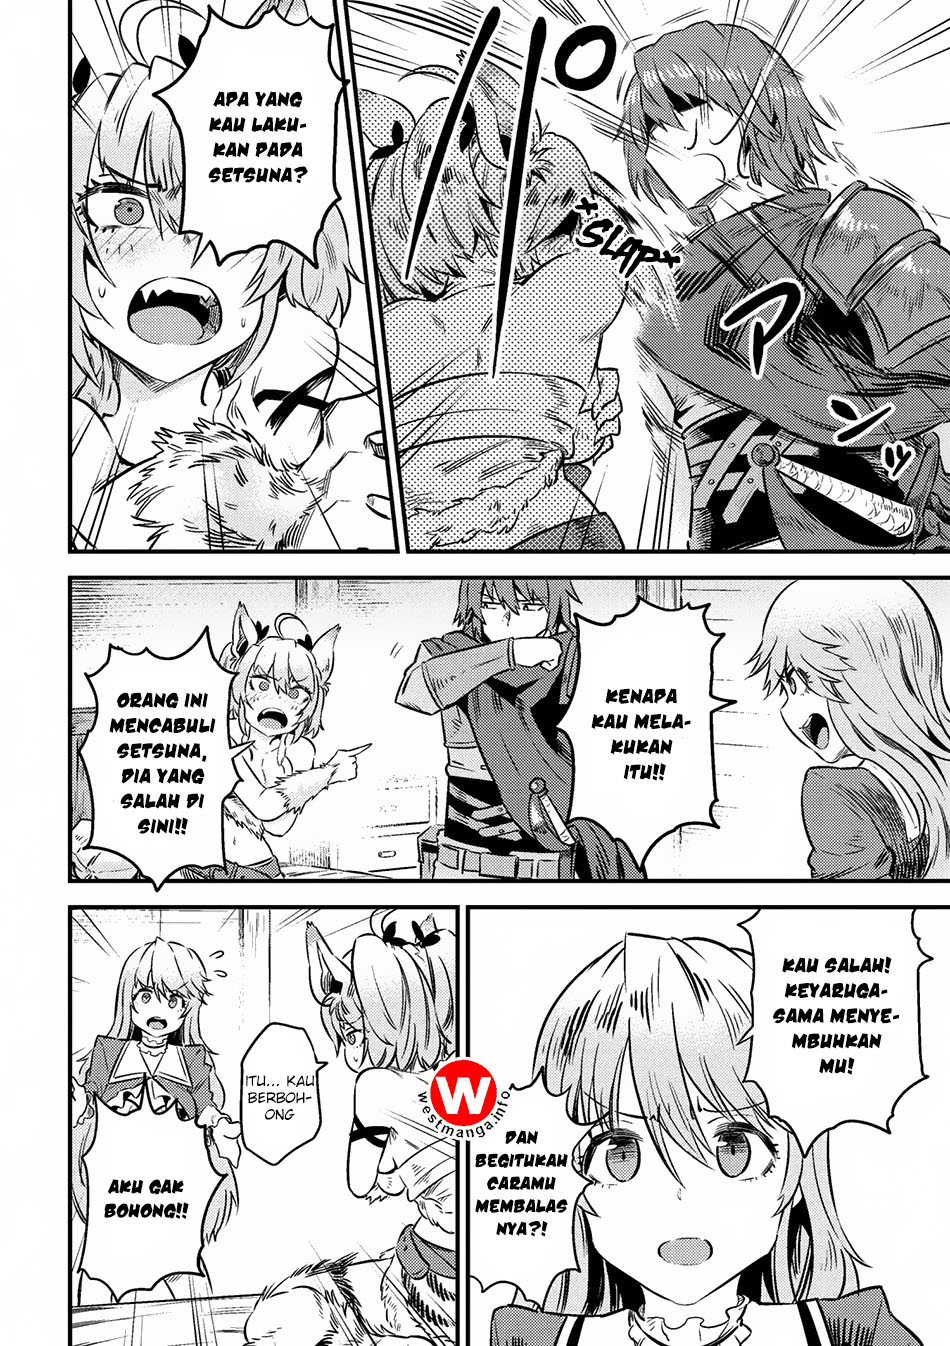 APA YANG
KAU LAKU-
KAN PADA
SETSUNA?
*SLAP*
パ
ア
ン
ッ
ORANG INI
MENCABULI
SETSUNA,
DIA YANG
SALAH DI
SINI!!
KENAPA
KAU MELA-
KUKAN
ITU!!
KAU SALAH!
KEYARUGA-
SAMA MENYE-
MBUHKAN
MU!
DAN
BEGITUKAH
CARAMU
MEMBALAS
NYA?!
ITU... KAU
BERBOH-
ONG
AKU GAK
BOHONG!!
W
westmanga.info